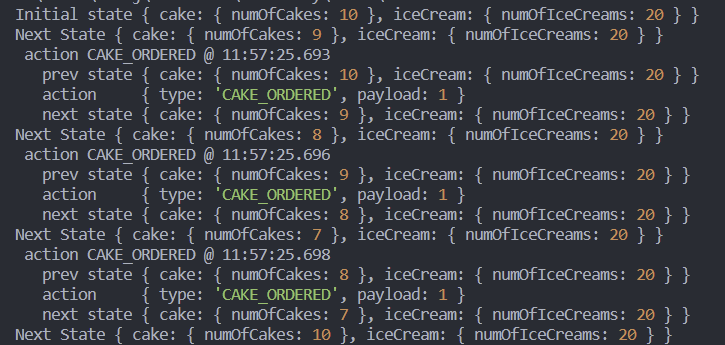 Initial state { cake: { numOfCakes: 10 }, iceCream: { numOfIceCreams: 20 } }
Next State { cake: { numOfCakes: 9 }, iceCream: { numOfIceCreams: 20 } }
 action CAKE_ORDERED @ 11:57:25.693
   prev state { cake: { numOfCakes: 10 }, iceCream: { numOfIceCreams: 20 } }
   action     { type: 'CAKE_ORDERED', payload: 1 }
   next state { cake: { numOfCakes: 9 }, iceCream: { numOfIceCreams: 20 } }
Next State { cake: { numOfCakes: 8 }, iceCream: { numOfIceCreams: 20 } }
 action CAKE_ORDERED @ 11:57:25.696
   prev state { cake: { numOfCakes: 9 }, iceCream: { numOfIceCreams: 20 } }
   action     { type: 'CAKE_ORDERED', payload: 1 }
   next state { cake: { numOfCakes: 8 }, iceCream: { numOfIceCreams: 20 } }
Next State { cake: { numOfCakes: 7 }, iceCream: { numOfIceCreams: 20 } }
 action CAKE_ORDERED @ 11:57:25.698
   prev state { cake: { numOfCakes: 8 }, iceCream: { numOfIceCreams: 20 } }
   action     { type: 'CAKE_ORDERED', payload: 1 }
   next state { cake: { numOfCakes: 7 }, iceCream: { numOfIceCreams: 20 } }
Next State { cake: { numOfCakes: 10 }, iceCream: { numOfIceCreams: 20 } }